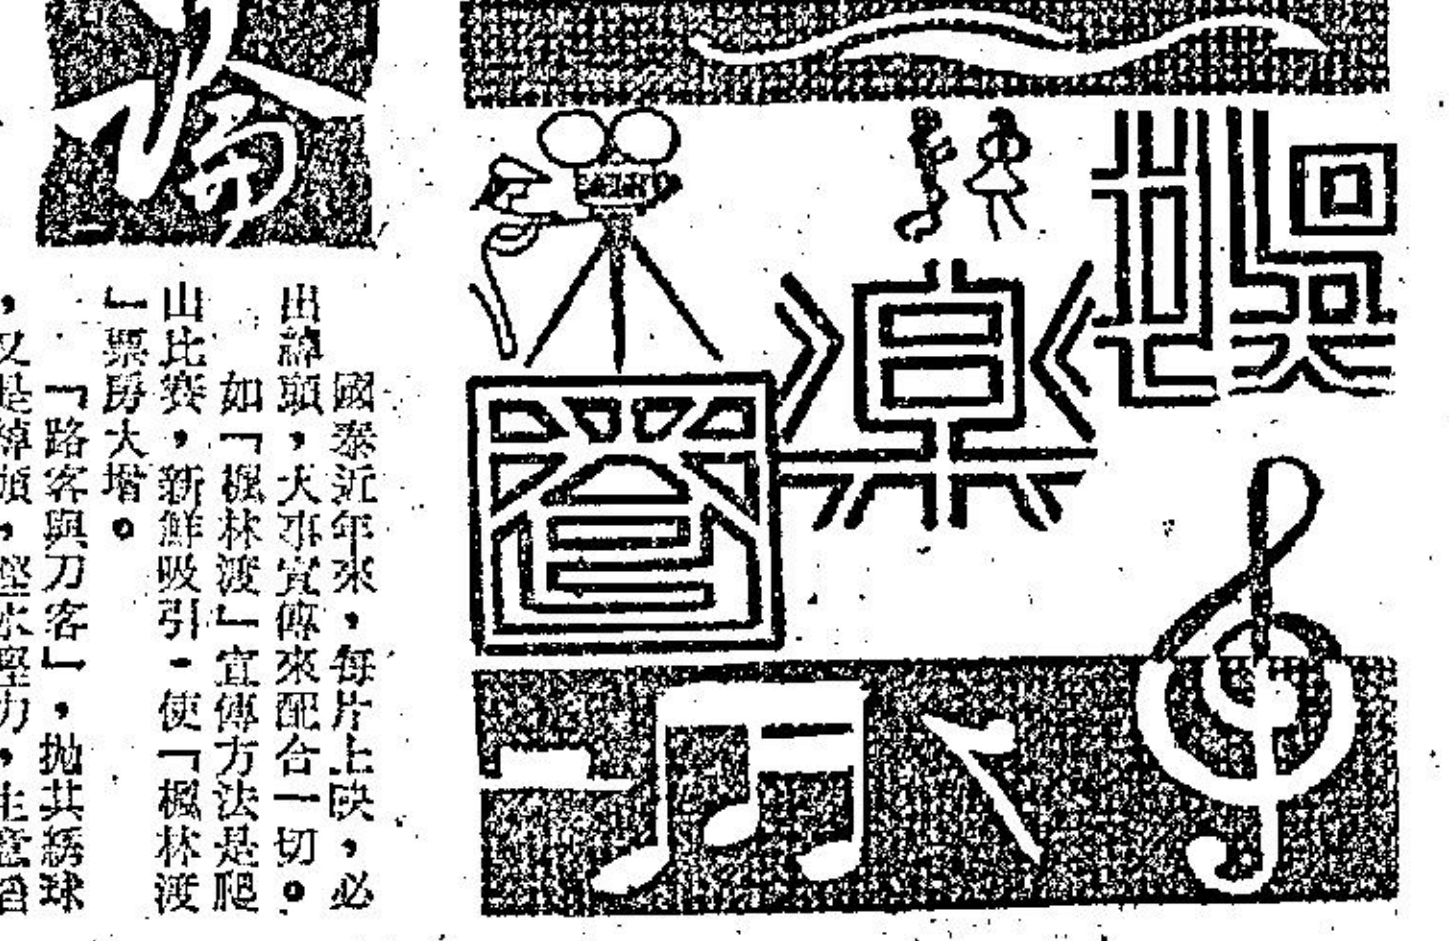 娛樂圈
國泰近年來，每片上映，必
出綽頭，大事宣傳來配合一切。
如「楓林渡」宣傳方法是爬
山比賽，新鮮吸引，使「楓林渡
」票房大增。
「路客與刀客」，拋其綉球
，又是綽頭，